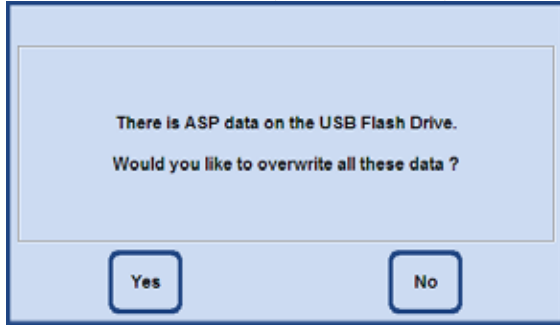 There is ASP data on the USB Flash Drive.
Would you like to overwrite all these data ?
Yes
No